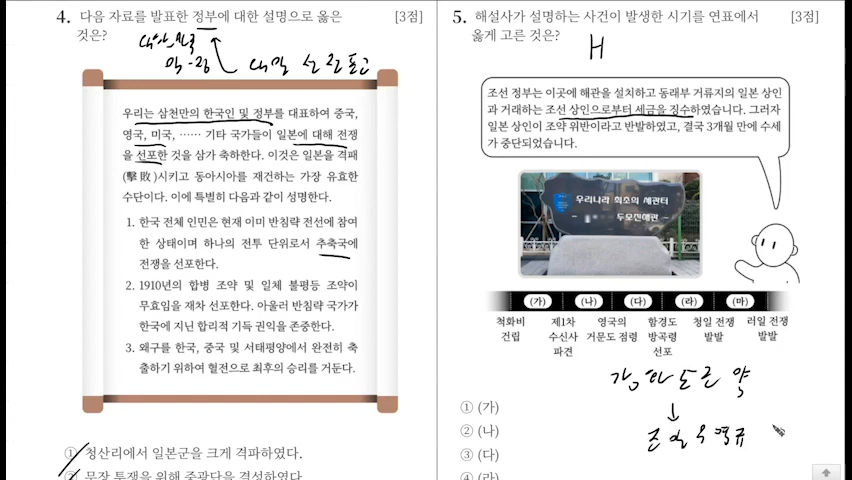 4. 다음 자료를 발표한 정부에 대한 설명으로 옳은 것은? [3점]
대한민국
임-정
대일 선전포고
우리는 삼천만의 한국인 및 정부를 대표하여 중국,
영국, 미국, …… 기타 국가들이 일본에 대해 전쟁
을 선포한 것을 삼가 축하한다. 이것은 일본을 격패
(擊敗)시키고 동아시아를 재건하는 가장 유효한
수단이다. 이에 특별히 다음과 같이 성명한다.
1. 한국 전체 인민은 현재 이미 반침략 전선에 참여
한 상태이며 하나의 전투 단위로서 추축국에
전쟁을 선포한다.
2. 1910년의 합병 조약 및 일체 불평등 조약이
무효임을 재차 선포한다. 아울러 반침략 국가가
한국에 지닌 합리적 기득 권익을 존중한다.
3. 왜구를 한국, 중국 및 서태평양에서 완전히 축
출하기 위하여 혈전으로 최후의 승리를 거둔다.
① 청산리에서 일본군을 크게 격파하였다.
② 무장 투쟁을 위해 중광단을 결성하였다.
5. 해설사가 설명하는 사건이 발생한 시기를 연표에서 [3점]
옳게 고른 것은?
H
조선 정부는 이곳에 해관을 설치하고 동래부 거류지의 일본 상인
과 거래하는 조선 상인으로부터 세금을 징수하였습니다. 그러자
일본 상인이 조약 위반이라고 반발하였고, 결국 3개월 만에 수세
가 중단되었습니다.
우리나라 최초의 세관터
- 두모진해관 -
(가) (나) (다) (라) (마)
척화비 제1차 영국의 함경도 청일 전쟁 러일 전쟁
건립 수신사 거문도 점령 방곡령 발발 발발
파견 선포
강화도조약
↓
조일무역규
① (가)
② (나)
③ (다)
④ (라)